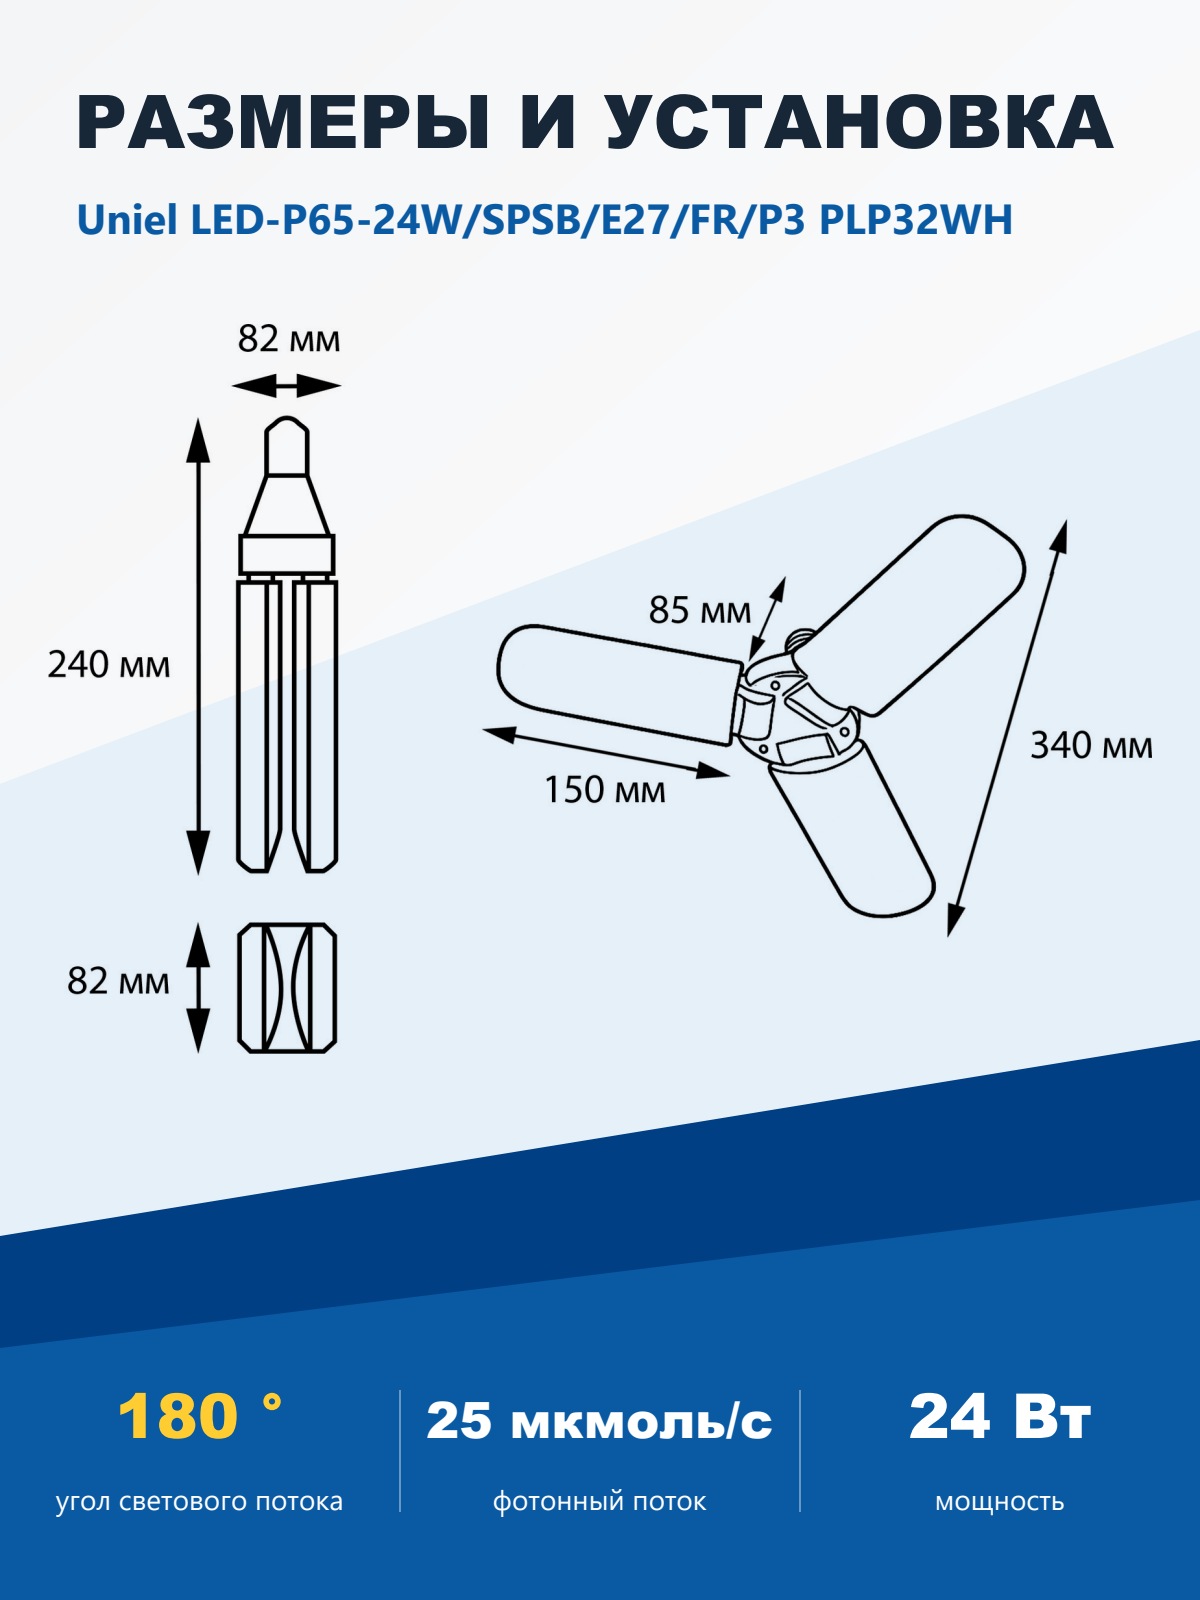 РАЗМЕРЫ И УСТАНОВКА
Uniel LED-P65-24W/SPSB/E27/FR/P3 PLP32WH
82 мм
240 мм
82 мм
85 мм
150 мм
340 мм
180 °
угол светового потока
25 мкмоль/с
фотонный поток
24 Вт
мощность